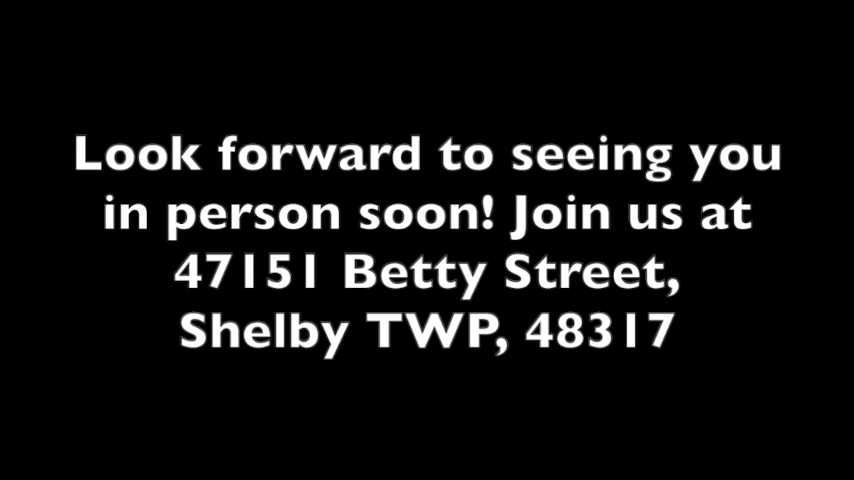 Look forward to seeing you
in person soon! Join us at
47151 Betty Street,
Shelby TWP, 48317